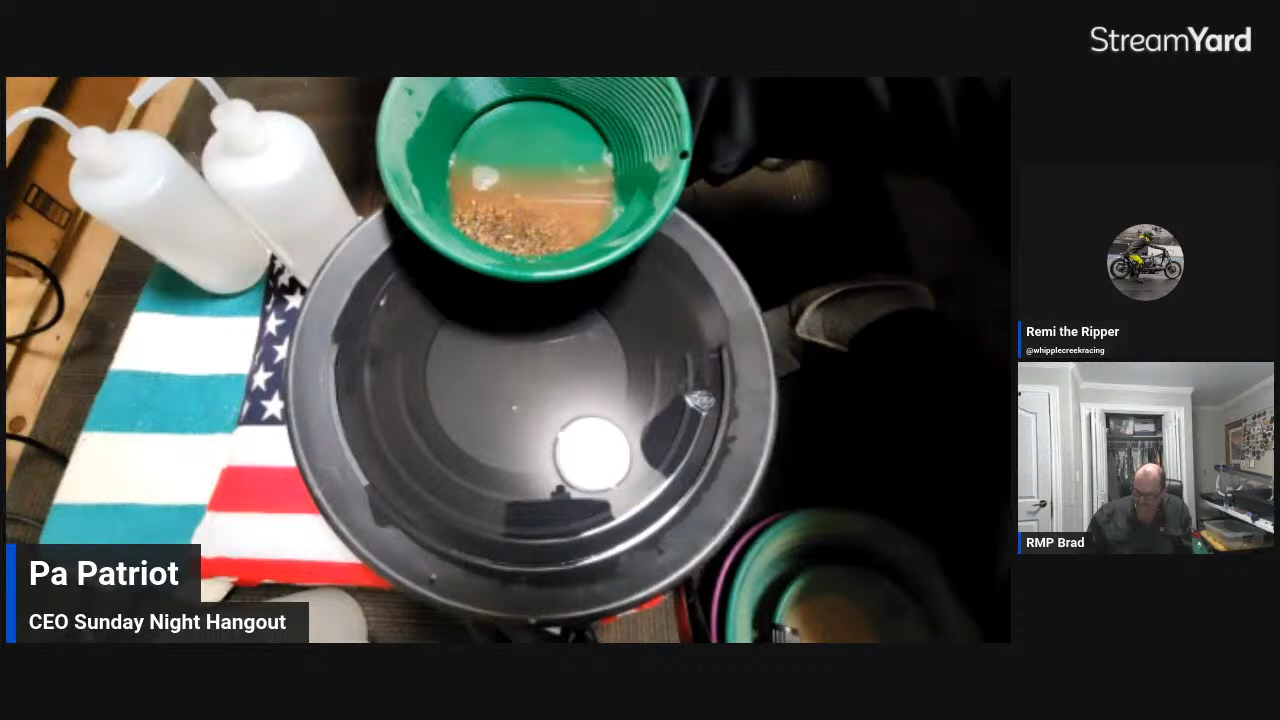 StreamYard
Remi the Ripper
@whipplecreekracing
RMP Brad
Pa Patriot
CEO Sunday Night Hangout